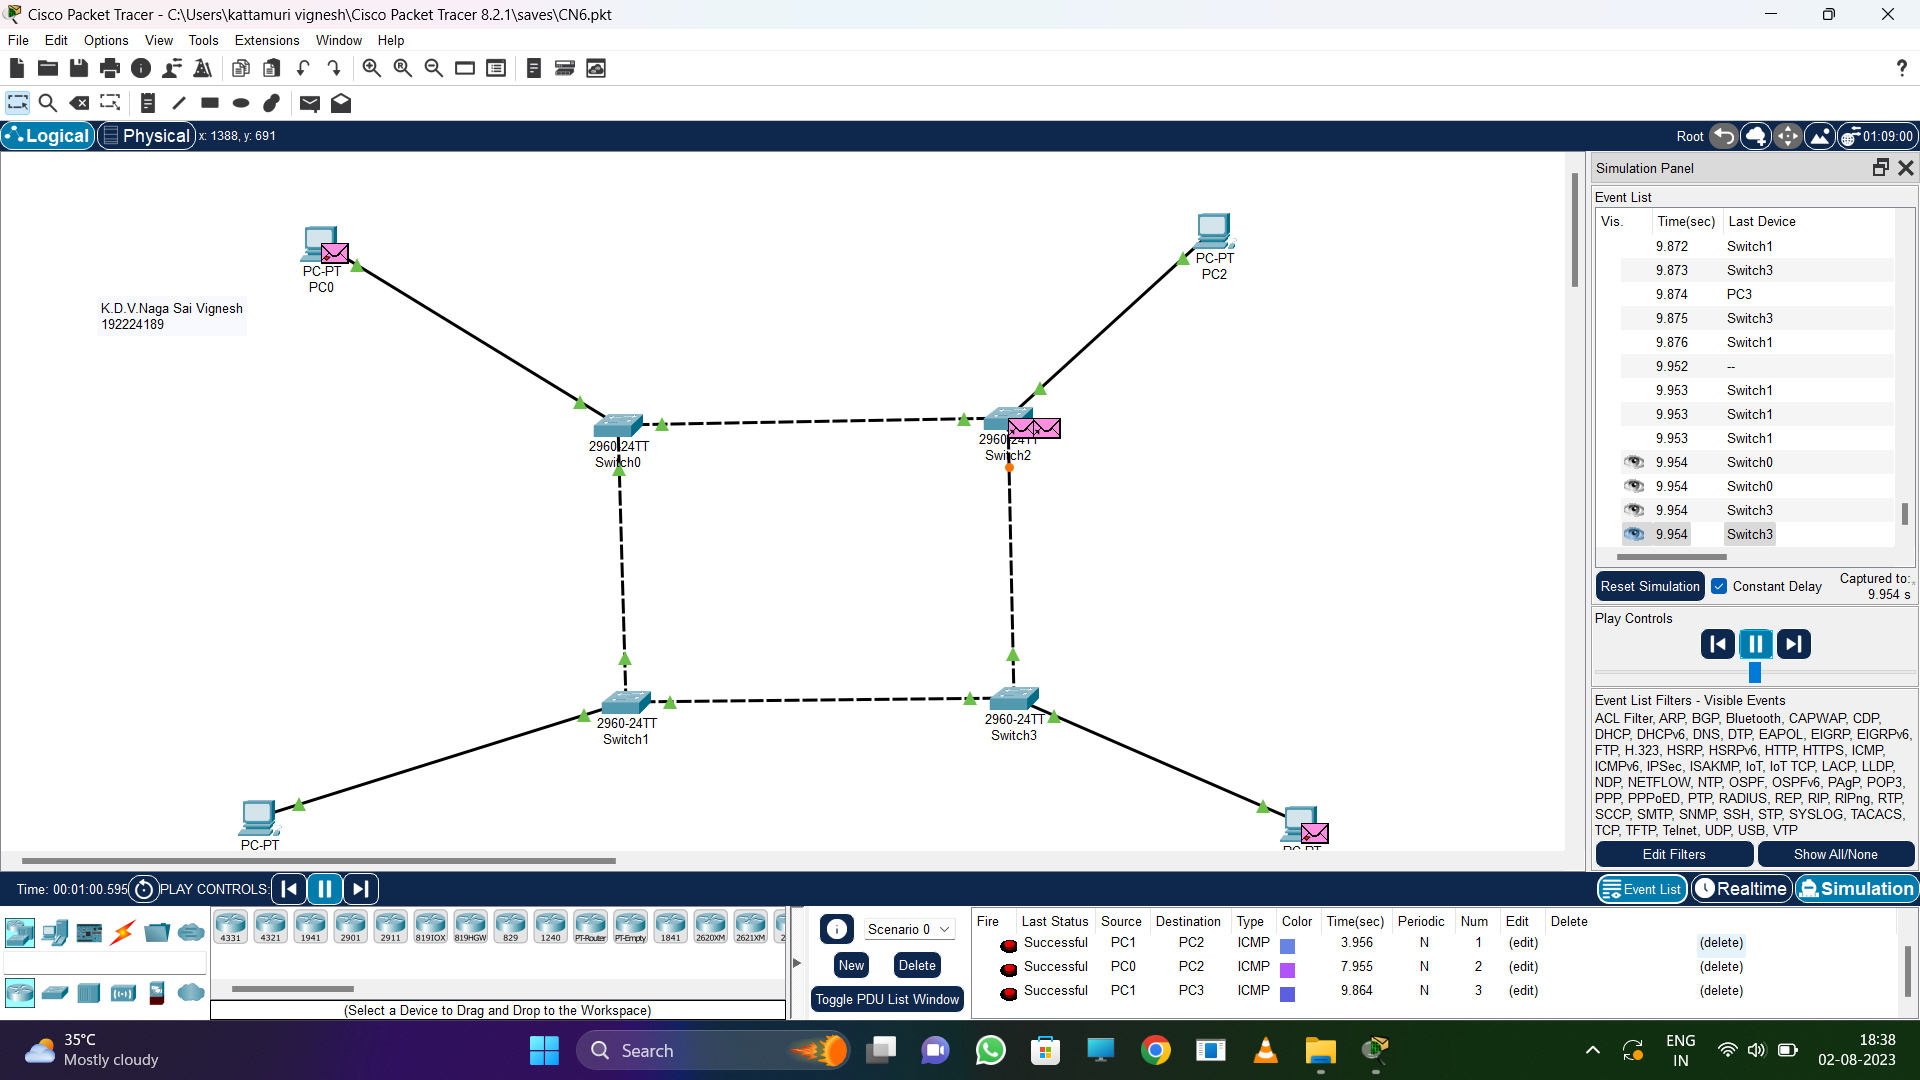 Cisco Packet Tracer - C:\Users\kattamuri vignesh\Cisco Packet Tracer 8.2.1\saves\CN6.pkt
File Edit Options View Tools Extensions Window Help
Logical Physical x: 1388, y: 691
Root 01:09:00
PC-PT
PC0
K.D.V.Naga Sai Vignesh
192224189
PC-PT
PC2
2960-24TT
Switch0
2960-24TT
Switch2
2960-24TT
Switch1
2960-24TT
Switch3
PC-PT
PC-PT
Simulation Panel
Event List
Vis. Time(sec) Last Device
9.872 Switch1
9.873 Switch3
9.874 PC3
9.875 Switch3
9.876 Switch1
9.952 --
9.953 Switch1
9.953 Switch1
9.953 Switch1
9.954 Switch0
9.954 Switch0
9.954 Switch3
9.954 Switch3
Reset Simulation Constant Delay Captured to:
9.954 s
Play Controls
Event List Filters - Visible Events
ACL Filter, ARP, BGP, Bluetooth, CAPWAP, CDP,
DHCP, DHCPv6, DNS, DTP, EAPOL, EIGRP, EIGRPv6,
FTP, H.323, HSRP, HSRPv6, HTTP, HTTPS, ICMP,
ICMPv6, IPSec, ISAKMP, IoT, IoT TCP, LACP, LLDP,
NDP, NETFLOW, NTP, OSPF, OSPFv6, PAgP, POP3,
PPP, PPPoED, PTP, RADIUS, REP, RIP, RIPng, RTP,
SCCP, SMTP, SNMP, SSH, STP, SYSLOG, TACACS,
TCP, TFTP, Telnet, UDP, USB, VTP
Edit Filters Show All/None
Time: 00:01:00.595 PLAY CONTROLS:
Event List Realtime Simulation
4331 4321 1941 2901 2911 819IOX 819HGW 829 1240 PT-Router PT-Empty 1841 2620XM 2621XM 2
(Select a Device to Drag and Drop to the Workspace)
Scenario 0
New Delete
Toggle PDU List Window
Fire Last Status Source Destination Type Color Time(sec) Periodic Num Edit Delete
Successful PC1 PC2 ICMP 3.956 N 1 (edit) (delete)
Successful PC0 PC2 ICMP 7.955 N 2 (edit) (delete)
Successful PC1 PC3 ICMP 9.864 N 3 (edit) (delete)
35°C
Mostly cloudy
Search
ENG
IN
18:38
02-08-2023